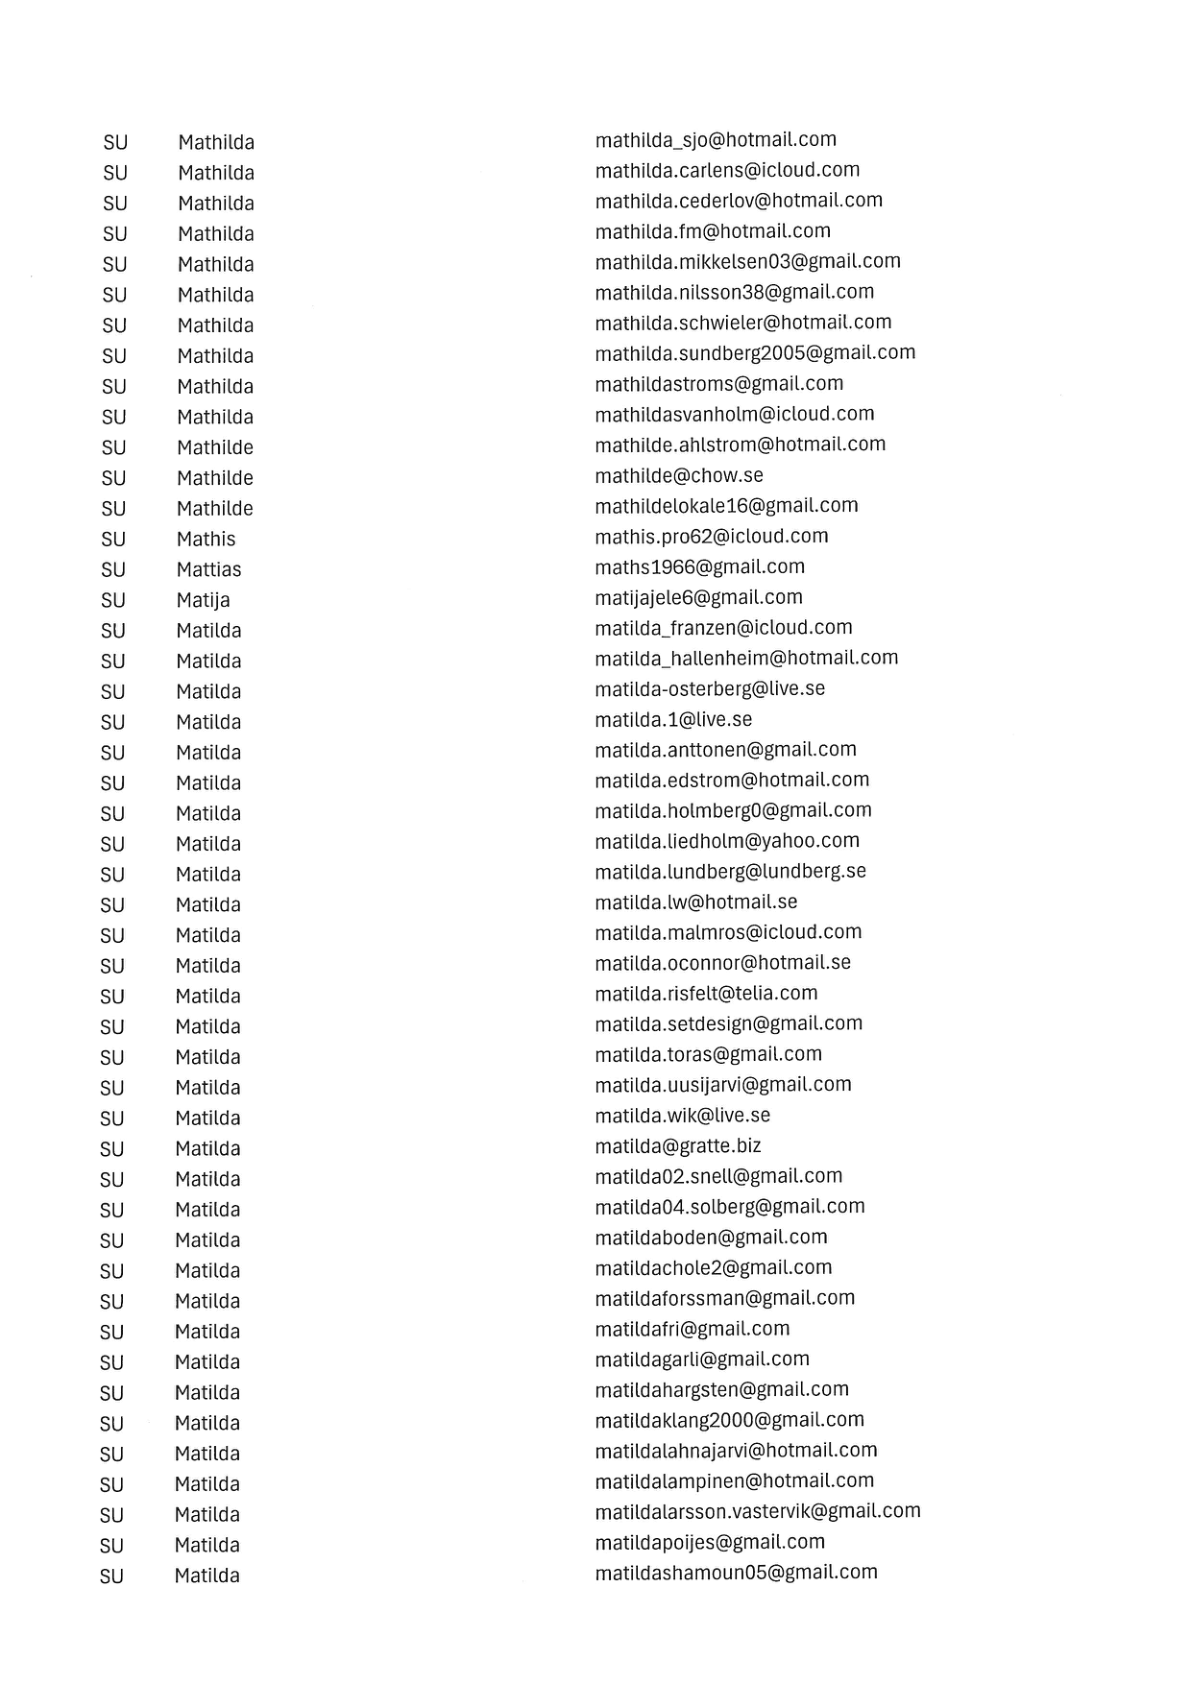 SU Mathilda mathilda_sjo@hotmail.com
SU Mathilda mathilda.carlens@icloud.com
SU Mathilda mathilda.cederlov@hotmail.com
SU Mathilda mathilda.fm@hotmail.com
SU Mathilda mathilda.mikkelsen03@gmail.com
SU Mathilda mathilda.nilsson38@gmail.com
SU Mathilda mathilda.schwieler@hotmail.com
SU Mathilda mathilda.sundberg2005@gmail.com
SU Mathilda mathildastroms@gmail.com
SU Mathilda mathildasvanholm@icloud.com
SU Mathilde mathilde.ahlstrom@hotmail.com
SU Mathilde mathilde@chow.se
SU Mathilde mathildelokale16@gmail.com
SU Mathis mathis.pro62@icloud.com
SU Mattias maths1966@gmail.com
SU Matija matijajele6@gmail.com
SU Matilda matilda_franzen@icloud.com
SU Matilda matilda_hallenheim@hotmail.com
SU Matilda matilda-osterberg@live.se
SU Matilda matilda.1@live.se
SU Matilda matilda.anttonen@gmail.com
SU Matilda matilda.edstrom@hotmail.com
SU Matilda matilda.holmberg0@gmail.com
SU Matilda matilda.liedholm@yahoo.com
SU Matilda matilda.lundberg@lundberg.se
SU Matilda matilda.lw@hotmail.se
SU Matilda matilda.malmros@icloud.com
SU Matilda matilda.oconnor@hotmail.se
SU Matilda matilda.risfelt@telia.com
SU Matilda matilda.setdesign@gmail.com
SU Matilda matilda.toras@gmail.com
SU Matilda matilda.uusijarvi@gmail.com
SU Matilda matilda.wik@live.se
SU Matilda matilda@gratte.biz
SU Matilda matilda02.snell@gmail.com
SU Matilda matilda04.solberg@gmail.com
SU Matilda matildaboden@gmail.com
SU Matilda matildachole2@gmail.com
SU Matilda matildaforssman@gmail.com
SU Matilda matildafri@gmail.com
SU Matilda matildagarli@gmail.com
SU Matilda matildahargsten@gmail.com
SU Matilda matildaklang2000@gmail.com
SU Matilda matildalahnajarvi@hotmail.com
SU Matilda matildalampinen@hotmail.com
SU Matilda matildalarsson.vastervik@gmail.com
SU Matilda matildapoijes@gmail.com
SU Matilda matildashamoun05@gmail.com